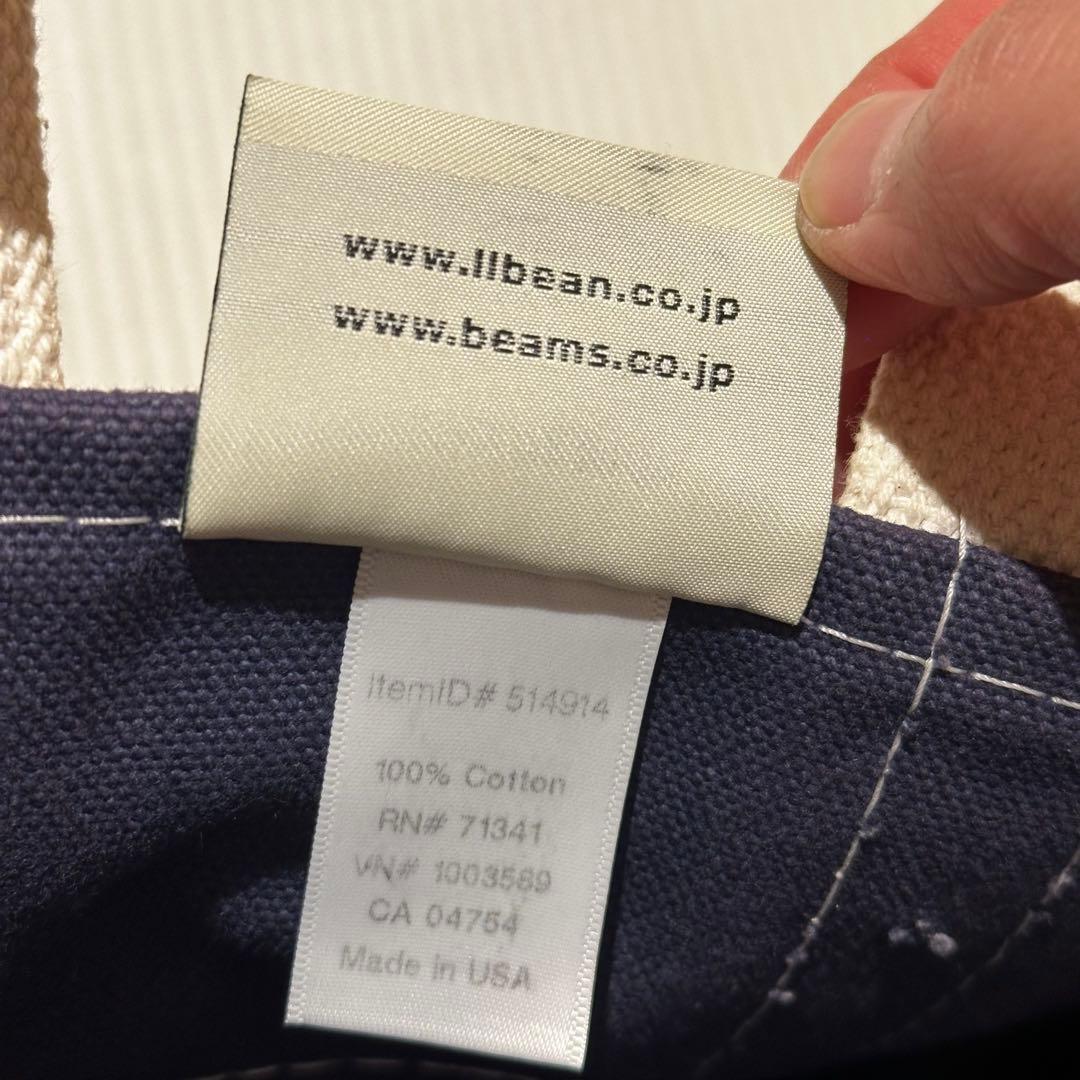 www.llbean.co.jp
www.beams.co.jp
ItemID# 514914
100% Cotton
RN# 71341
VN# 1003589
CA 04754
Made in USA